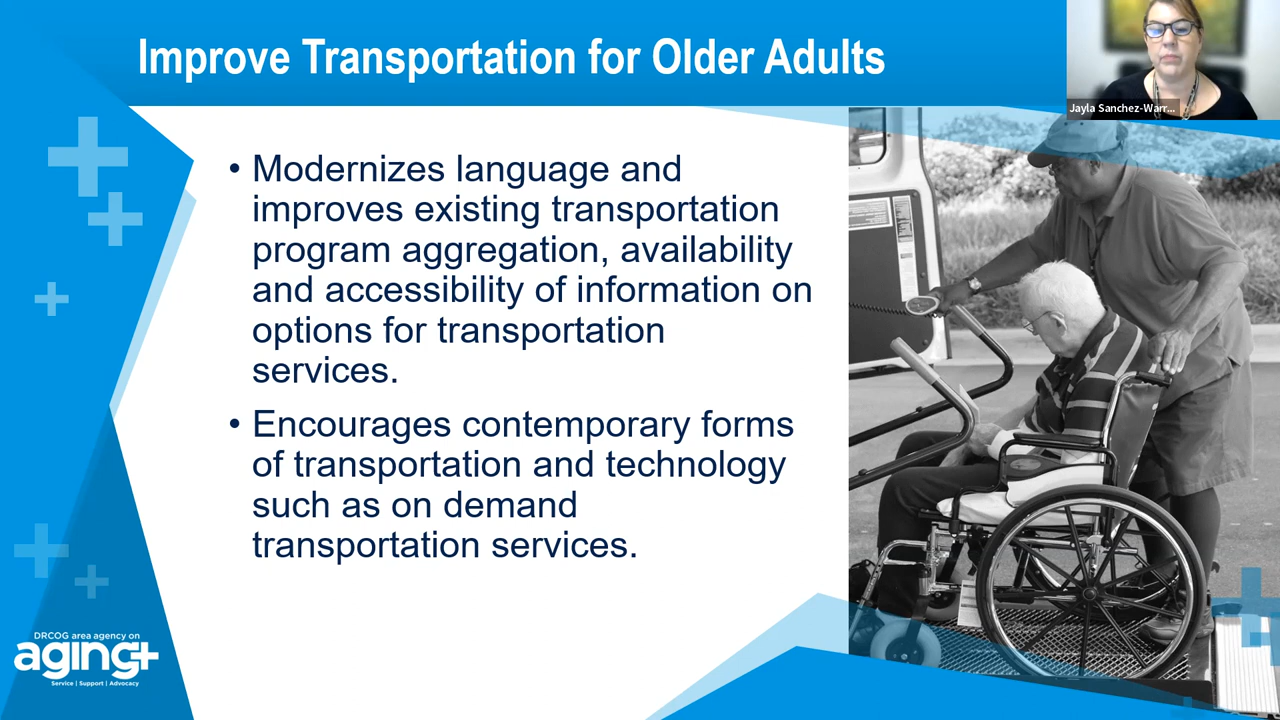 Improve Transportation for Older Adults
Jayla Sanchez-Warr...
• Modernizes language and
improves existing transportation
program aggregation, availability
and accessibility of information on
options for transportation
services.
• Encourages contemporary forms
of transportation and technology
such as on demand
transportation services.
DRCOG area agency on
aging+
Service | Support | Advocacy